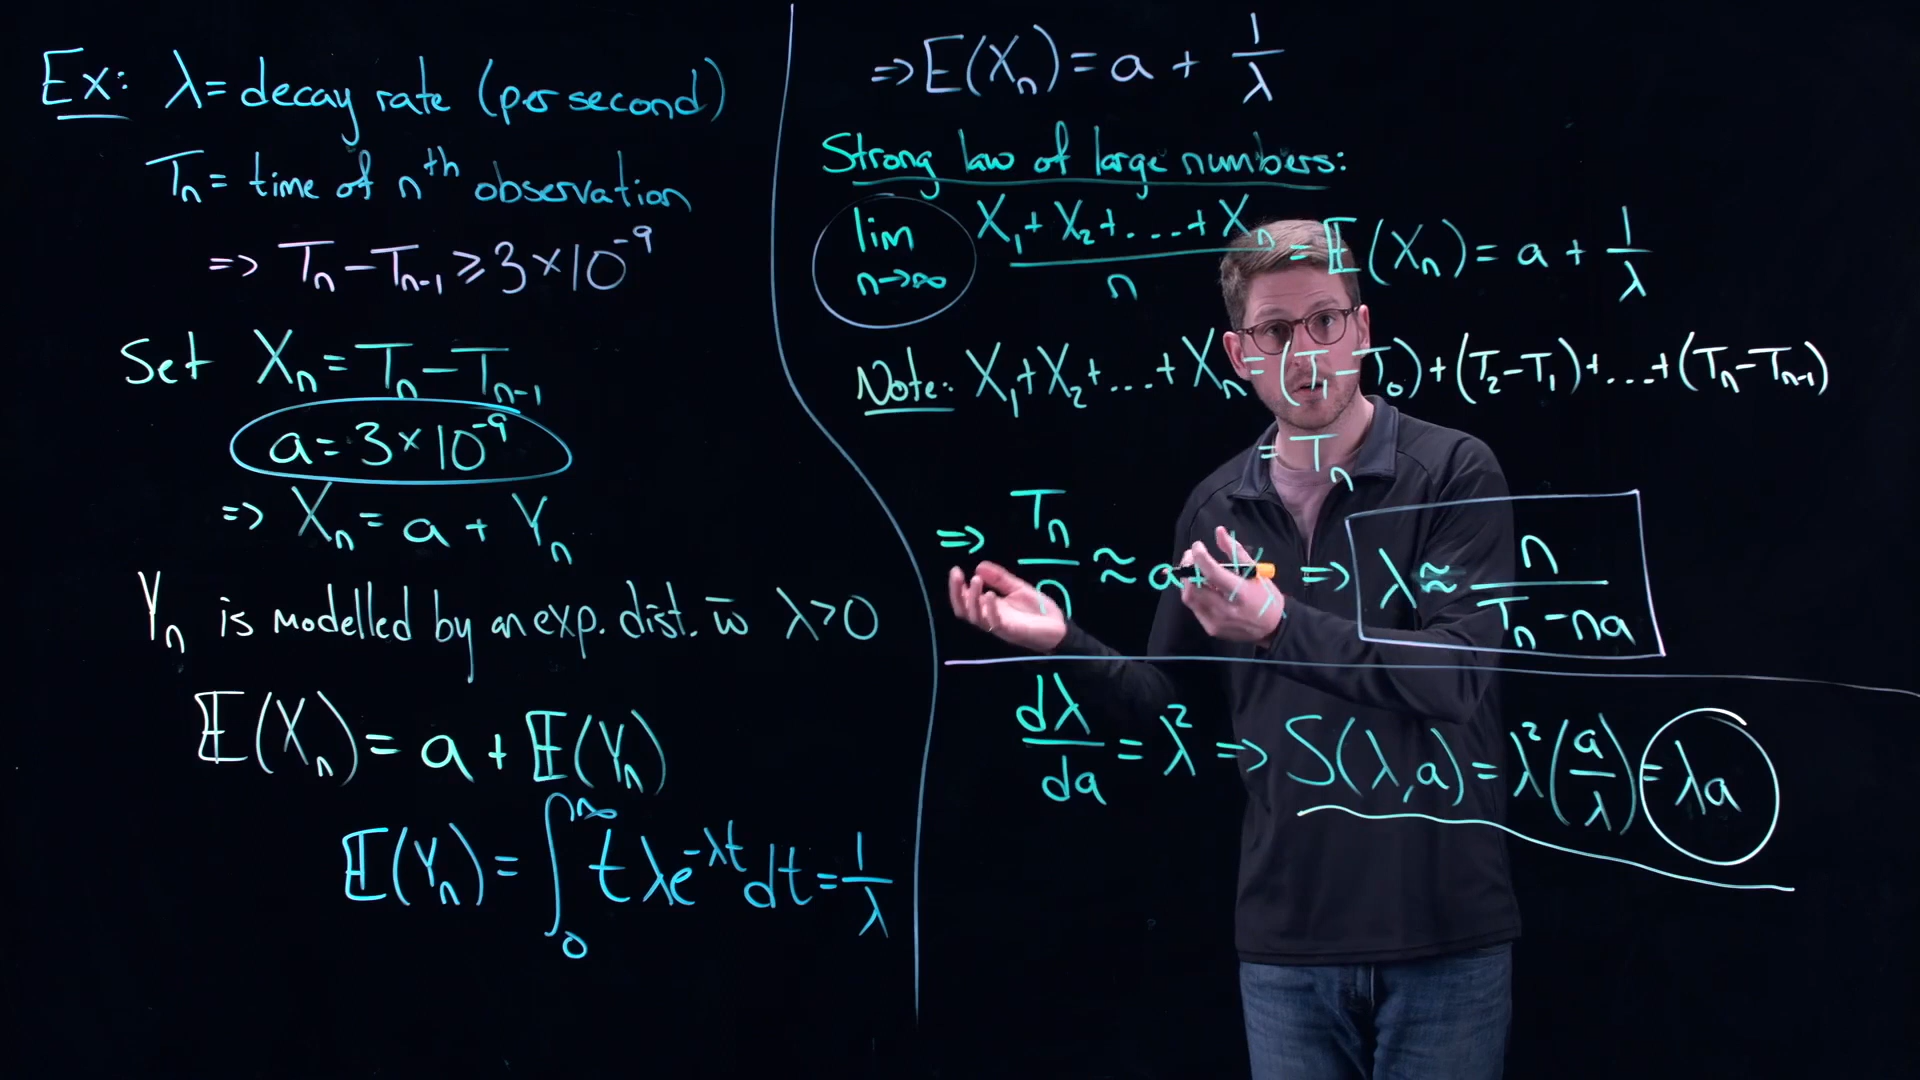 Ex: λ = decay rate (per second)
Tₙ = time of nᵗʰ observation
⇒ Tₙ − Tₙ₋₁ ⩾ 3 × 10⁻⁹
Set Xₙ = Tₙ − Tₙ₋₁
a = 3 × 10⁻⁹
⇒ Xₙ = a + Yₙ
Yₙ is modelled by an exp. dist. w̄ λ > 0
𝔼(Xₙ) = a + 𝔼(Yₙ)
𝔼(Yₙ) = ∫₀^∞ t λe^{-λt} dt = 1/λ
⇒ 𝔼(Xₙ) = a + 1/λ
Strong law of large numbers:
lim n→∞ (X₁ + X₂ + .... + Xₙ)/n = 𝔼(Xₙ) = a + 1/λ
Note: X₁ + X₂ + .... + Xₙ = (T₁ − T₀) + (T₂ − T₁) + .... + (Tₙ − Tₙ₋₁)
= Tₙ
⇒ Tₙ/n ≈ a + 1/λ ⇒ λ ≈ n/(Tₙ − na)
dλ/da = λ² ⇒ S(λ, a) = λ²(a/λ) = λa